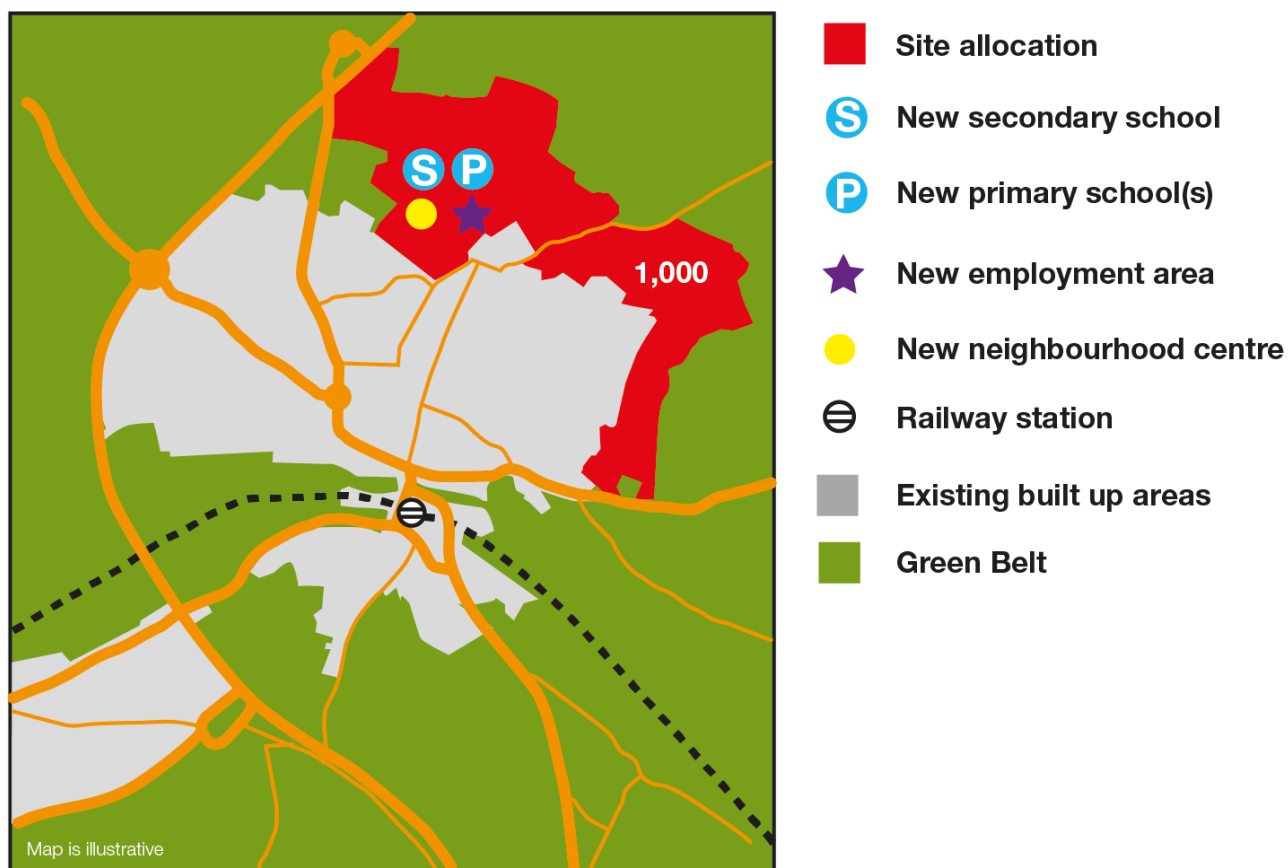 S P
1,000
Map is illustrative
Site allocation
S New secondary school
P New primary school(s)
New employment area
New neighbourhood centre
Railway station
Existing built up areas
Green Belt